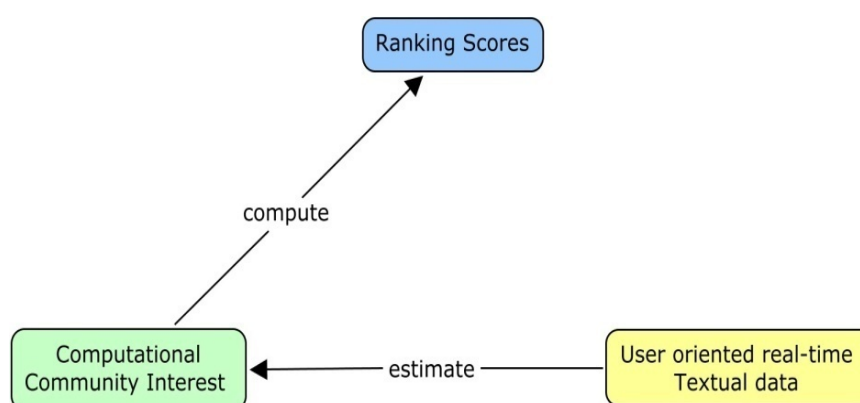 Ranking Scores
compute
Computational
Community Interest
estimate
User oriented real-time
Textual data